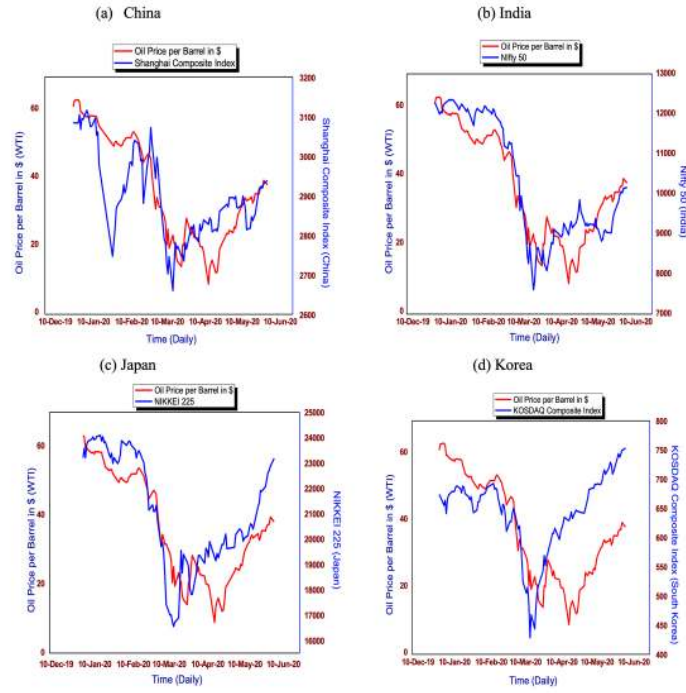 (a) China
(b) India
Oil Price per Barrel in $
Shanghai Composite Index
Oil Price per Barrel in $
Nifty 50
Oil Price per Barrel in $ (WTI)
60
40
20
0
Shanghai Composite Index (China)
3200
3100
3000
2900
2800
2700
2600
10-Dec-19 10-Jan-20 10-Feb-20 10-Mar-20 10-Apr-20 10-May-20 10-Jun-20
Time (Daily)
Oil Price per Barrel in $ (WTI)
60
40
20
0
Nifty 50 (India)
13000
12000
11000
10000
9000
8000
7000
10-Dec-19 10-Jan-20 10-Feb-20 10-Mar-20 10-Apr-20 10-May-20 10-Jun-20
Time (Daily)
(c) Japan
(d) Korea
Oil Price per Barrel in $
NIKKEI 225
Oil Price per Barrel in $
KOSDAQ Composite Index
Oil Price per Barrel in $ (WTI)
60
40
20
0
NIKKEI 225 (Japan)
25000
24000
23000
22000
21000
20000
19000
18000
17000
16000
10-Dec-19 10-Jan-20 10-Feb-20 10-Mar-20 10-Apr-20 10-May-20 10-Jun-20
Time (Daily)
Oil Price per Barrel in $ (WTI)
60
40
20
0
KOSDAQ Composite Index (South Korea)
800
750
700
650
600
550
500
450
400
10-Dec-19 10-Jan-20 10-Feb-20 10-Mar-20 10-Apr-20 10-May-20 10-Jun-20
Time (Daily)